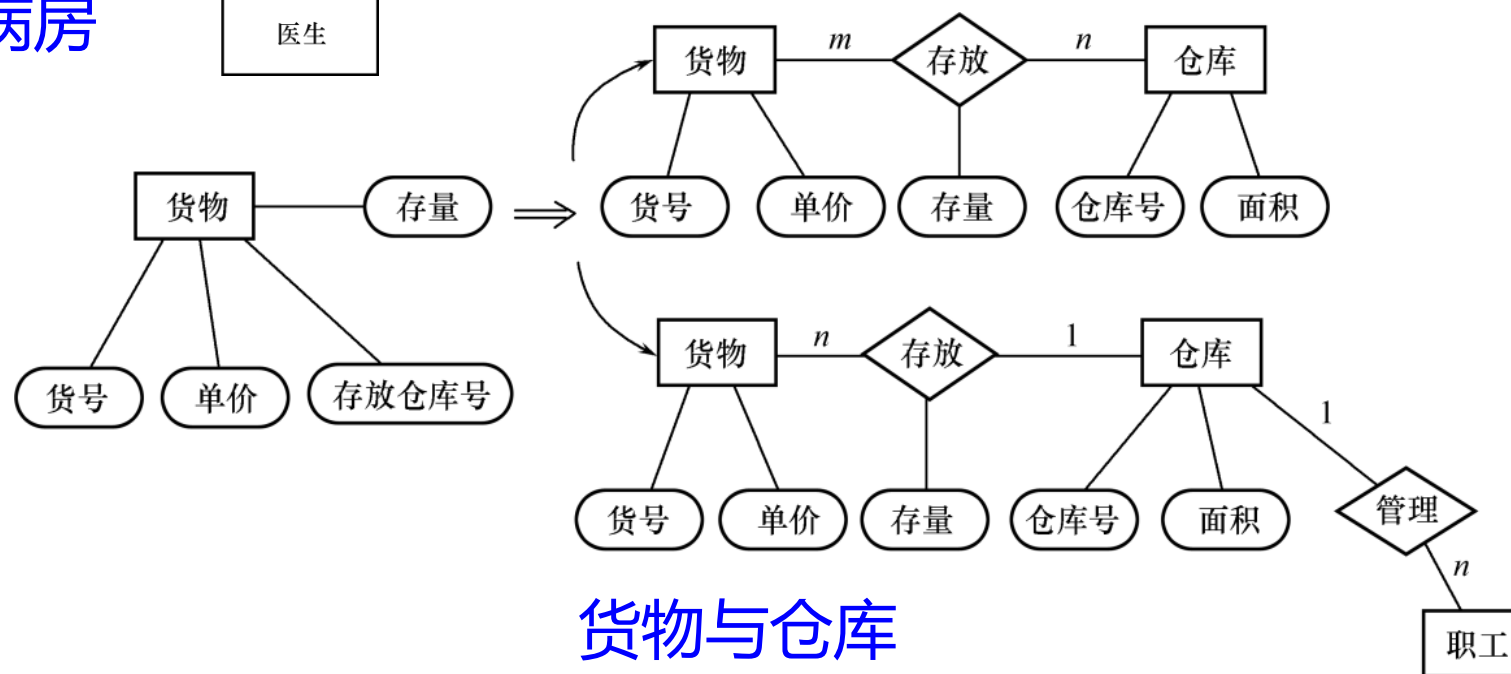 病房
医生
货物
m
存放
n
仓库
货号
单价
存量
仓库号
面积
货物
存量
货号
单价
存放仓库号
货物
n
存放
1
仓库
1
货号
单价
存量
仓库号
面积
管理
n
职工
货物与仓库